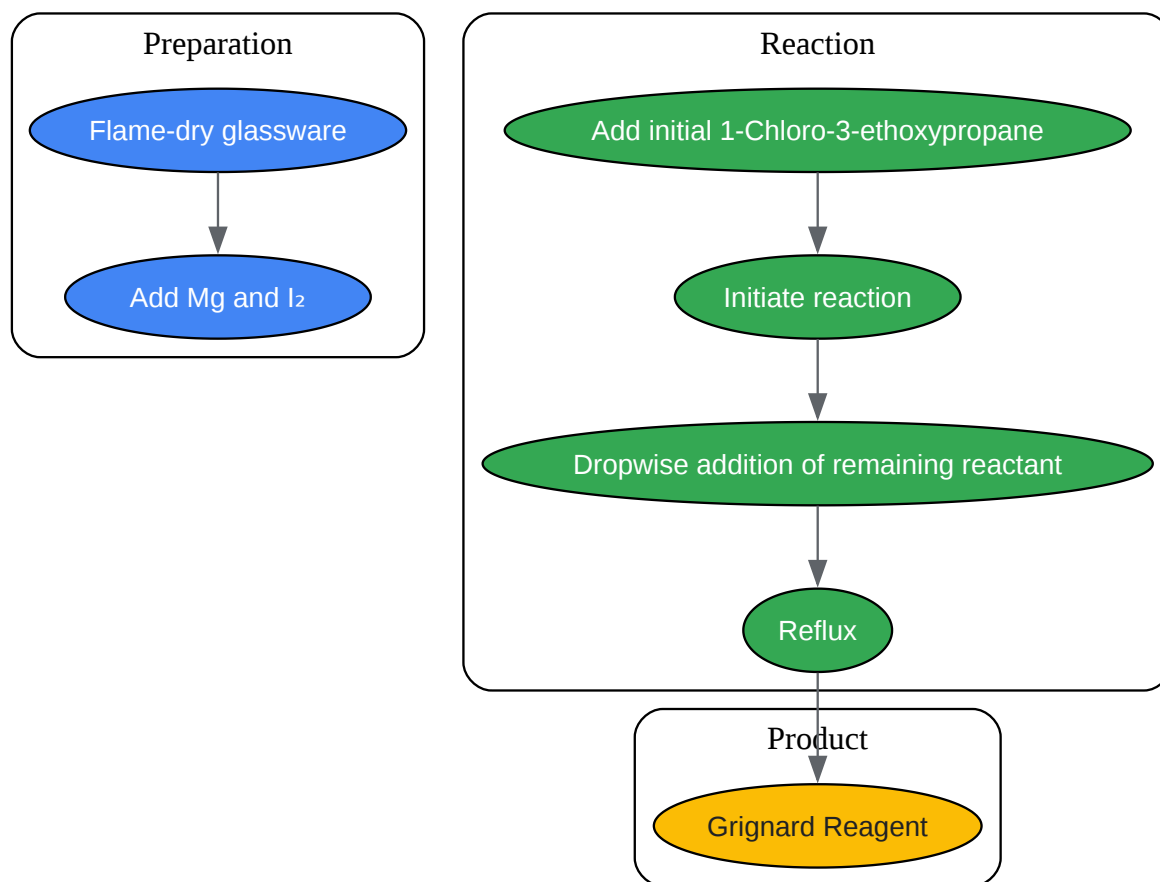 Preparation
Flame-dry glassware
Add Mg and I₂
Reaction
Add initial 1-Chloro-3-ethoxypropane
Initiate reaction
Dropwise addition of remaining reactant
Reflux
Product
Grignard Reagent